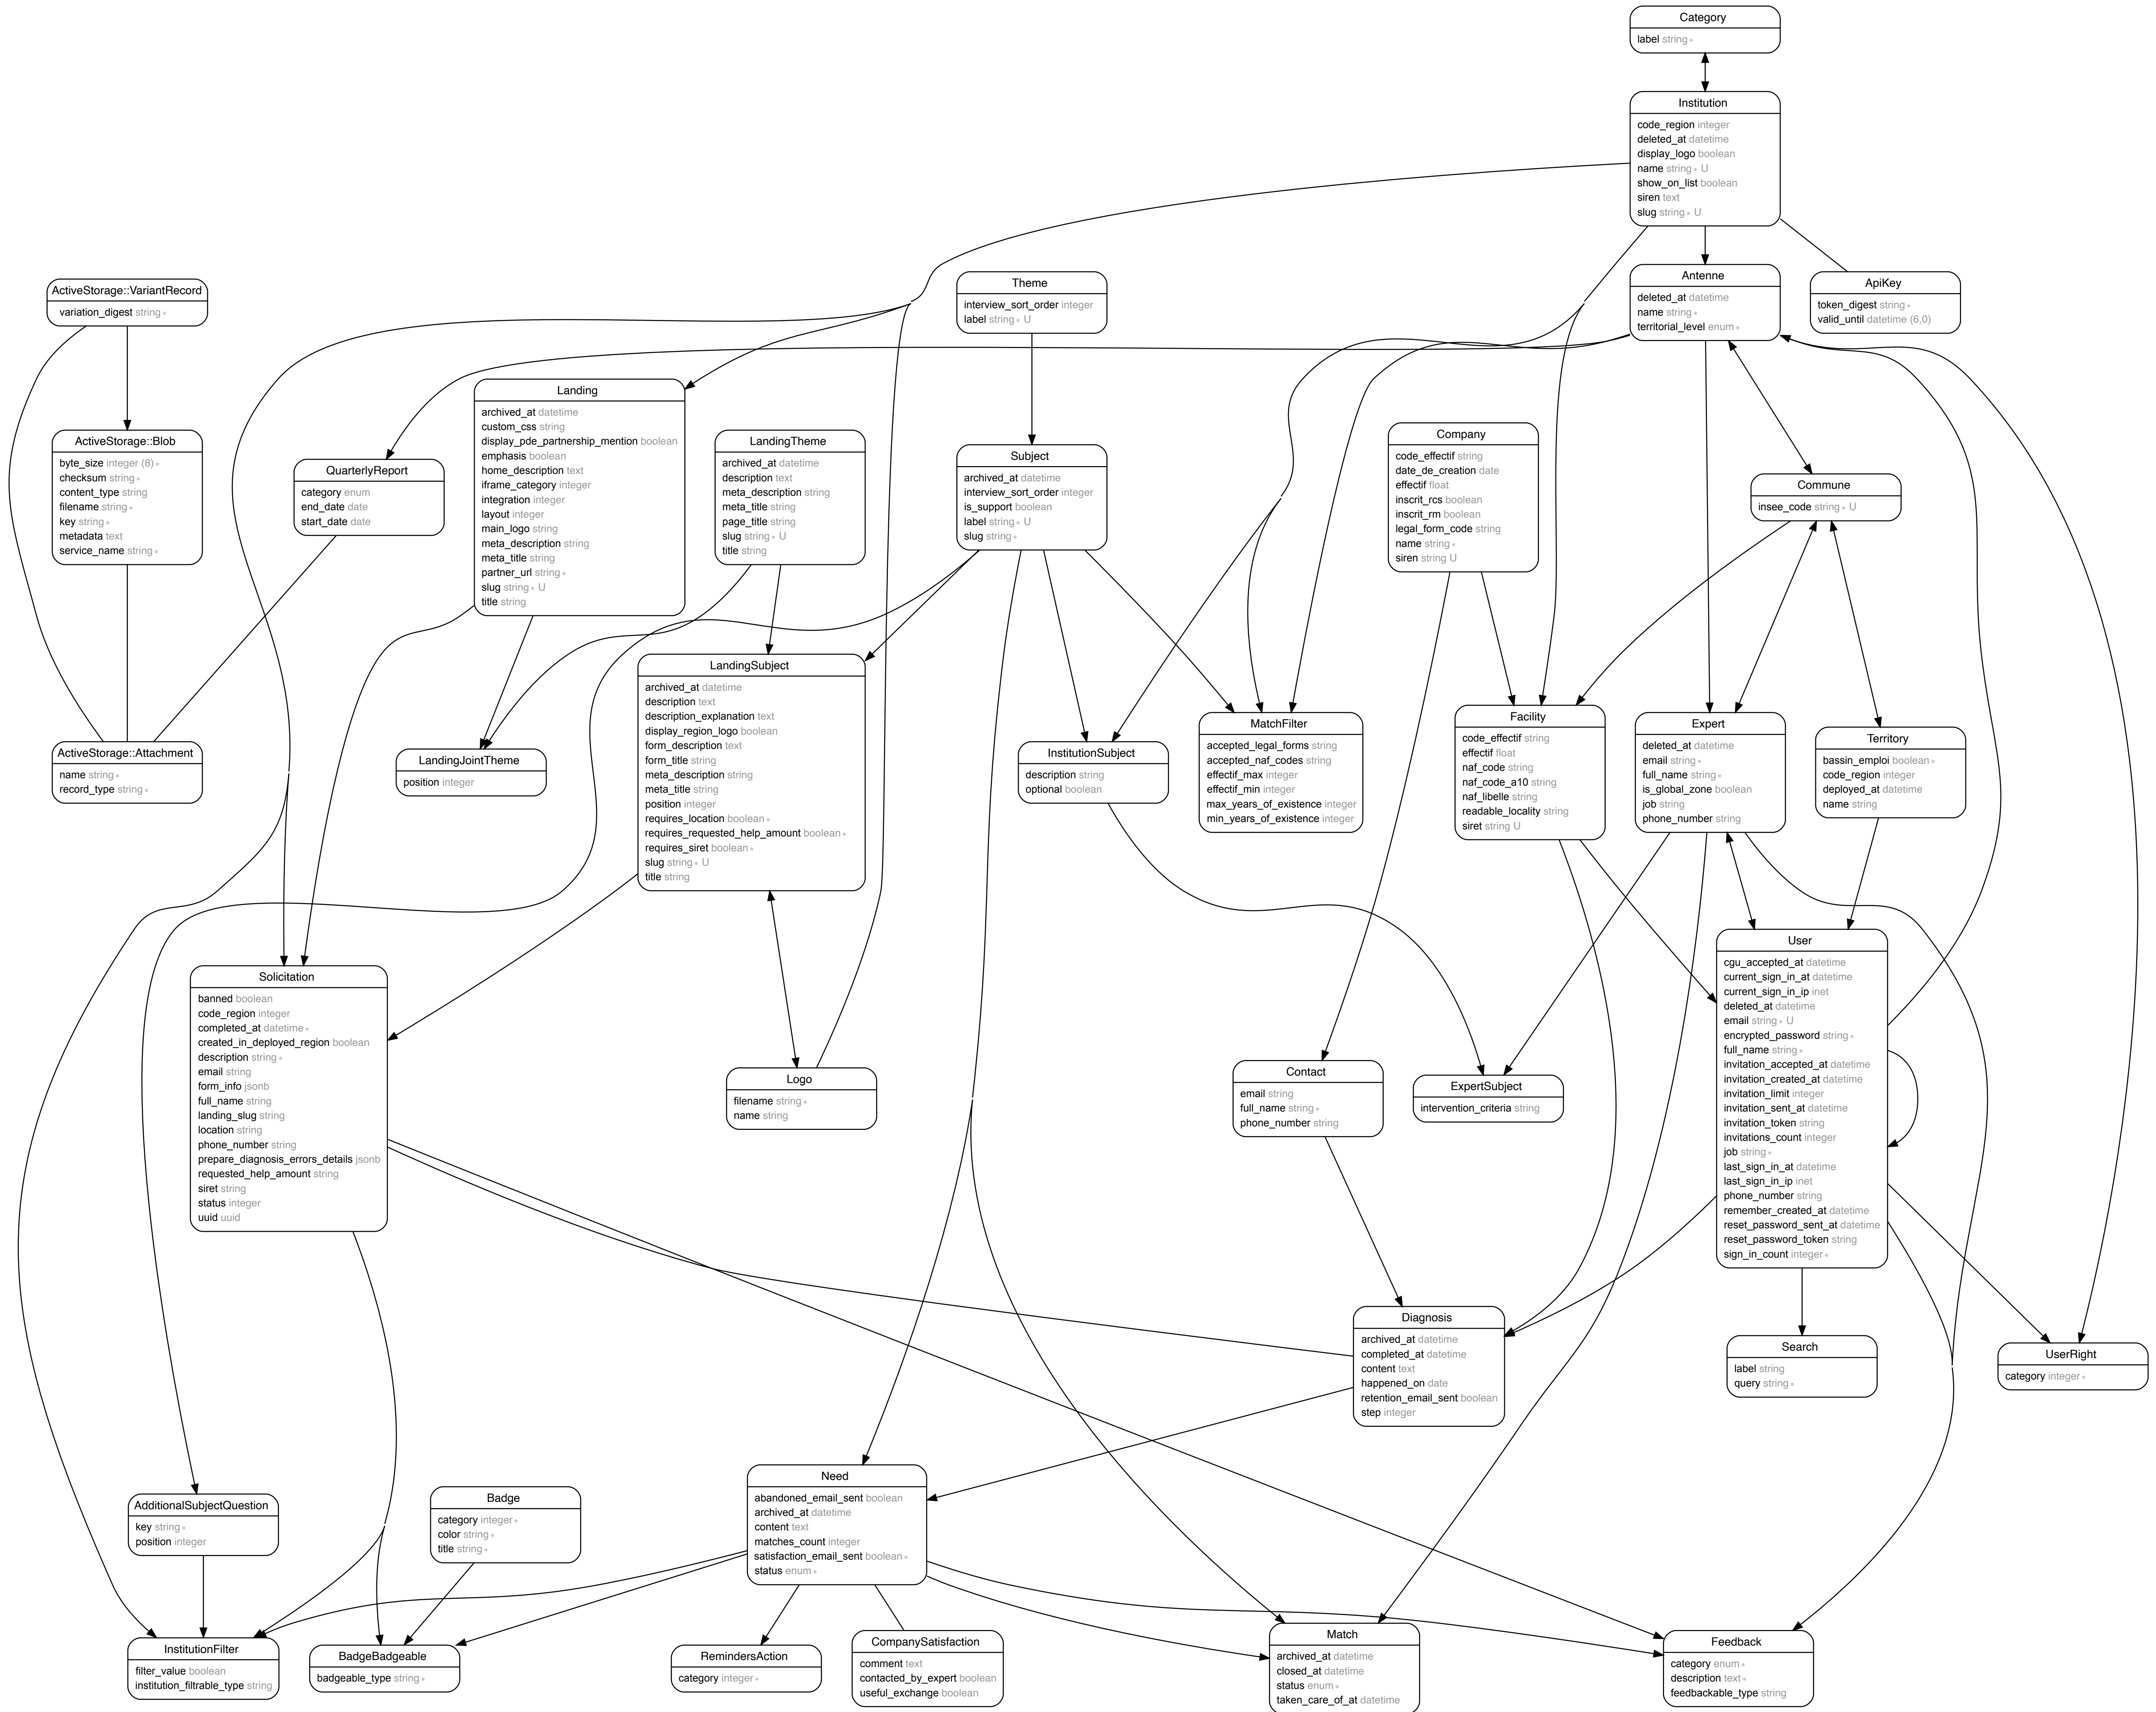 Category
label string *
Institution
code_region integer
deleted_at datetime
display_logo boolean
name string * U
show_on_list boolean
siren text
slug string * U
ActiveStorage::VariantRecord
variation_digest string *
Theme
interview_sort_order integer
label string * U
Antenne
deleted_at datetime
name string *
territorial_level enum *
ApiKey
token_digest string *
valid_until datetime (6,0)
ActiveStorage::Blob
byte_size integer (8) *
checksum string *
content_type string
filename string *
key string *
metadata text
service_name string *
QuarterlyReport
category enum
end_date date
start_date date
Landing
archived_at datetime
custom_css string
display_pde_partnership_mention boolean
emphasis boolean
home_description text
iframe_category integer
integration integer
layout integer
main_logo string
meta_description string
meta_title string
partner_url string *
slug string * U
title string
LandingTheme
archived_at datetime
description text
meta_description string
meta_title string
page_title string
slug string * U
title string
Subject
archived_at datetime
interview_sort_order integer
is_support boolean
label string * U
slug string *
Company
code_effectif string
date_de_creation date
effectif float
inscrit_rcs boolean
inscrit_rm boolean
legal_form_code string
name string *
siren string U
Commune
insee_code string * U
ActiveStorage::Attachment
name string *
record_type string *
LandingJointTheme
position integer
LandingSubject
archived_at datetime
description text
description_explanation text
display_region_logo boolean
form_description text
form_title string
meta_description string
meta_title string
position integer
requires_location boolean *
requires_requested_help_amount boolean *
requires_siret boolean *
slug string * U
title string
InstitutionSubject
description string
optional boolean
MatchFilter
accepted_legal_forms string
accepted_naf_codes string
effectif_max integer
effectif_min integer
max_years_of_existence integer
min_years_of_existence integer
Facility
code_effectif string
effectif float
naf_code string
naf_code_a10 string
naf_libelle string
readable_locality string
siret string U
Expert
deleted_at datetime
email string *
full_name string *
is_global_zone boolean
job string
phone_number string
Territory
bassin_emploi boolean *
code_region integer
deployed_at datetime
name string
Solicitation
banned boolean
code_region integer
completed_at datetime *
created_in_deployed_region boolean
description string *
email string
form_info jsonb
full_name string
landing_slug string
location string
phone_number string
prepare_diagnosis_errors_details jsonb
requested_help_amount string
siret string
status integer
uuid uuid
Logo
filename string *
name string
Contact
email string
full_name string *
phone_number string
ExpertSubject
intervention_criteria string
User
cgu_accepted_at datetime
current_sign_in_at datetime
current_sign_in_ip inet
deleted_at datetime
email string * U
encrypted_password string *
full_name string *
invitation_accepted_at datetime
invitation_created_at datetime
invitation_limit integer
invitation_sent_at datetime
invitation_token string
invitations_count integer
job string *
last_sign_in_at datetime
last_sign_in_ip inet
phone_number string
remember_created_at datetime
reset_password_sent_at datetime
reset_password_token string
sign_in_count integer *
Diagnosis
archived_at datetime
completed_at datetime
content text
happened_on date
retention_email_sent boolean
step integer
Search
label string
query string *
UserRight
category integer *
AdditionalSubjectQuestion
key string *
position integer
Badge
category integer *
color string *
title string *
Need
abandoned_email_sent boolean
archived_at datetime
content text
matches_count integer
satisfaction_email_sent boolean *
status enum *
InstitutionFilter
filter_value boolean
institution_filtrable_type string
BadgeBadgeable
badgeable_type string *
RemindersAction
category integer *
CompanySatisfaction
comment text
contacted_by_expert boolean
useful_exchange boolean
Match
archived_at datetime
closed_at datetime
status enum *
taken_care_of_at datetime
Feedback
category enum *
description text *
feedbackable_type string